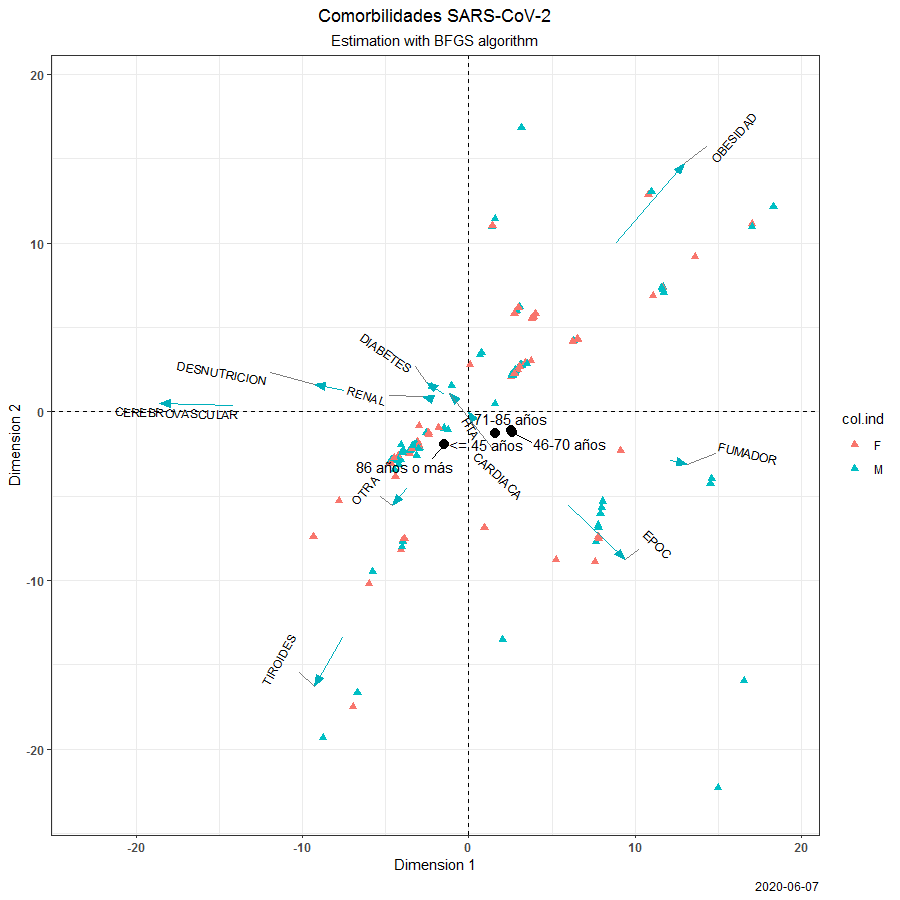 Comorbilidades SARS-CoV-2
Estimation with BFGS algorithm
20
OBESIDAD
10
DIABETES
DESNUTRICION
RENAL
CEREBROVASCULAR
0
71-85 años
HTA
<= 45 años
46-70 años
86 años o más
CARDIACA
FUMADOR
OTRA
EPOC
-10
TIROIDES
-20
Dimension 2
-20
-10
0
10
20
Dimension 1
col.ind
F
M
2020-06-07